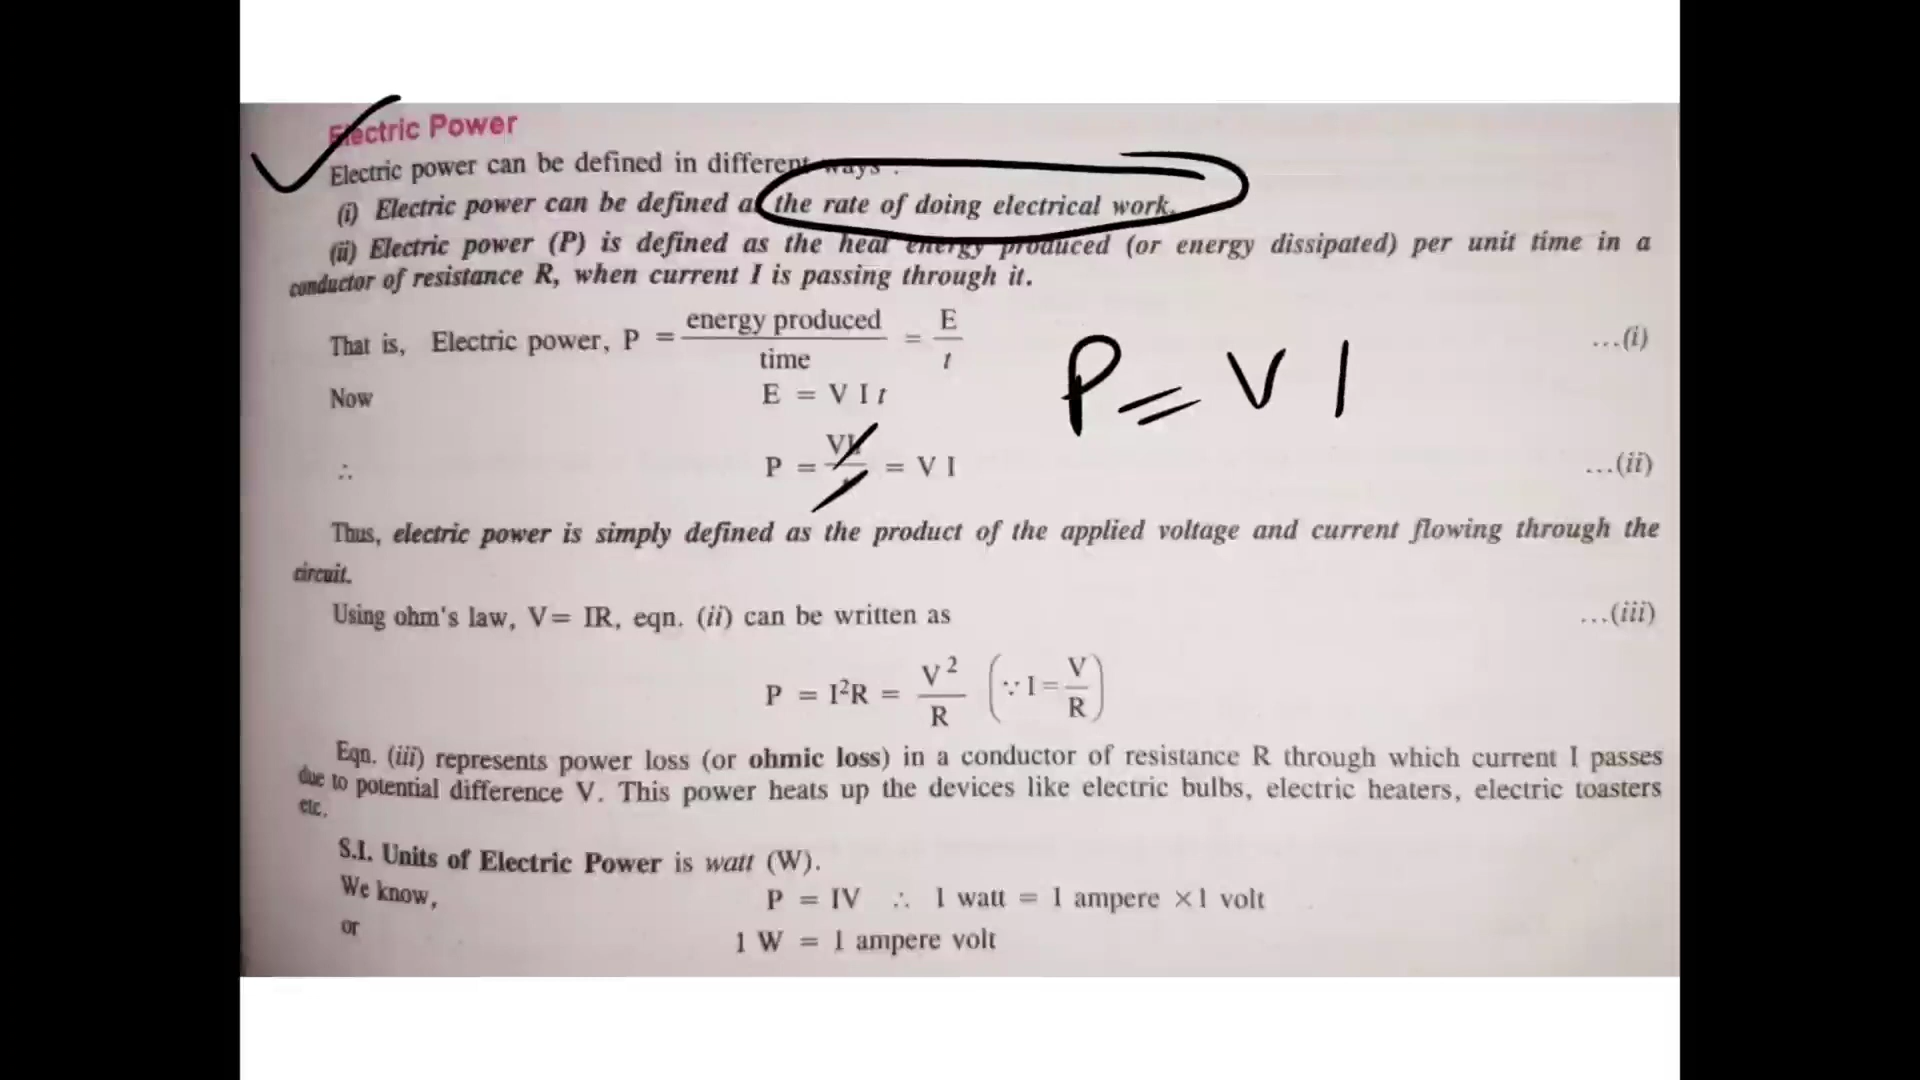 Electric Power
Electric power can be defined in different ways :
(i) Electric power can be defined as the rate of doing electrical work.
(ii) Electric power (P) is defined as the heat energy produced (or energy dissipated) per unit time in a
conductor of resistance R, when current I is passing through it.
That is, Electric power, P = energy produced / time = E / t ...(i)
Now E = V I t
P = V I
∴ P = VIt / = V I ...(ii)
Thus, electric power is simply defined as the product of the applied voltage and current flowing through the
circuit.
Using ohm's law, V= IR, eqn. (ii) can be written as ...(iii)
P = I²R = V² / R (∵ I = V / R)
Eqn. (iii) represents power loss (or ohmic loss) in a conductor of resistance R through which current I passes
due to potential difference V. This power heats up the devices like electric bulbs, electric heaters, electric toasters
etc.
S.I. Units of Electric Power is watt (W).
We know, P = IV ∴ 1 watt = 1 ampere ×1 volt
or 1 W = 1 ampere volt